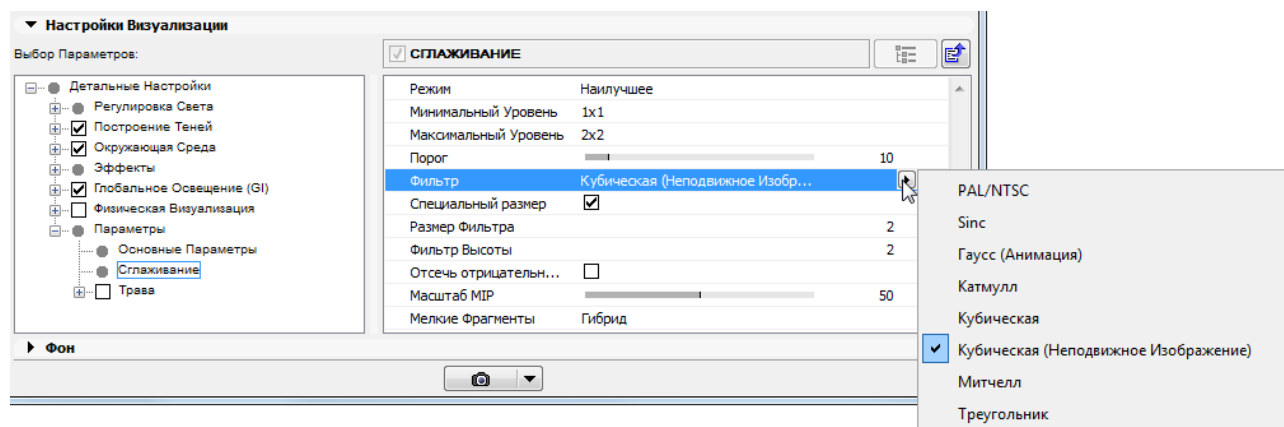 Настройки Визуализации
Выбор Параметров:
СГЛАЖИВАНИЕ
Детальные Настройки
Регулировка Света
Построение Теней
Окружающая Среда
Эффекты
Глобальное Освещение (GI)
Физическая Визуализация
Параметры
Основные Параметры
Сглаживание
Трава
Режим Наилучшее
Минимальный Уровень 1x1
Максимальный Уровень 2x2
Порог 10
Фильтр Кубическая (Неподвижное Изобр...
Специальный размер
Размер Фильтра 2
Фильтр Высоты 2
Отсечь отрицательн...
Масштаб MIP 50
Мелкие Фрагменты Гибрид
PAL/NTSC
Sinc
Гаусс (Анимация)
Катмулл
Кубическая
Кубическая (Неподвижное Изображение)
Митчелл
Треугольник
Фон